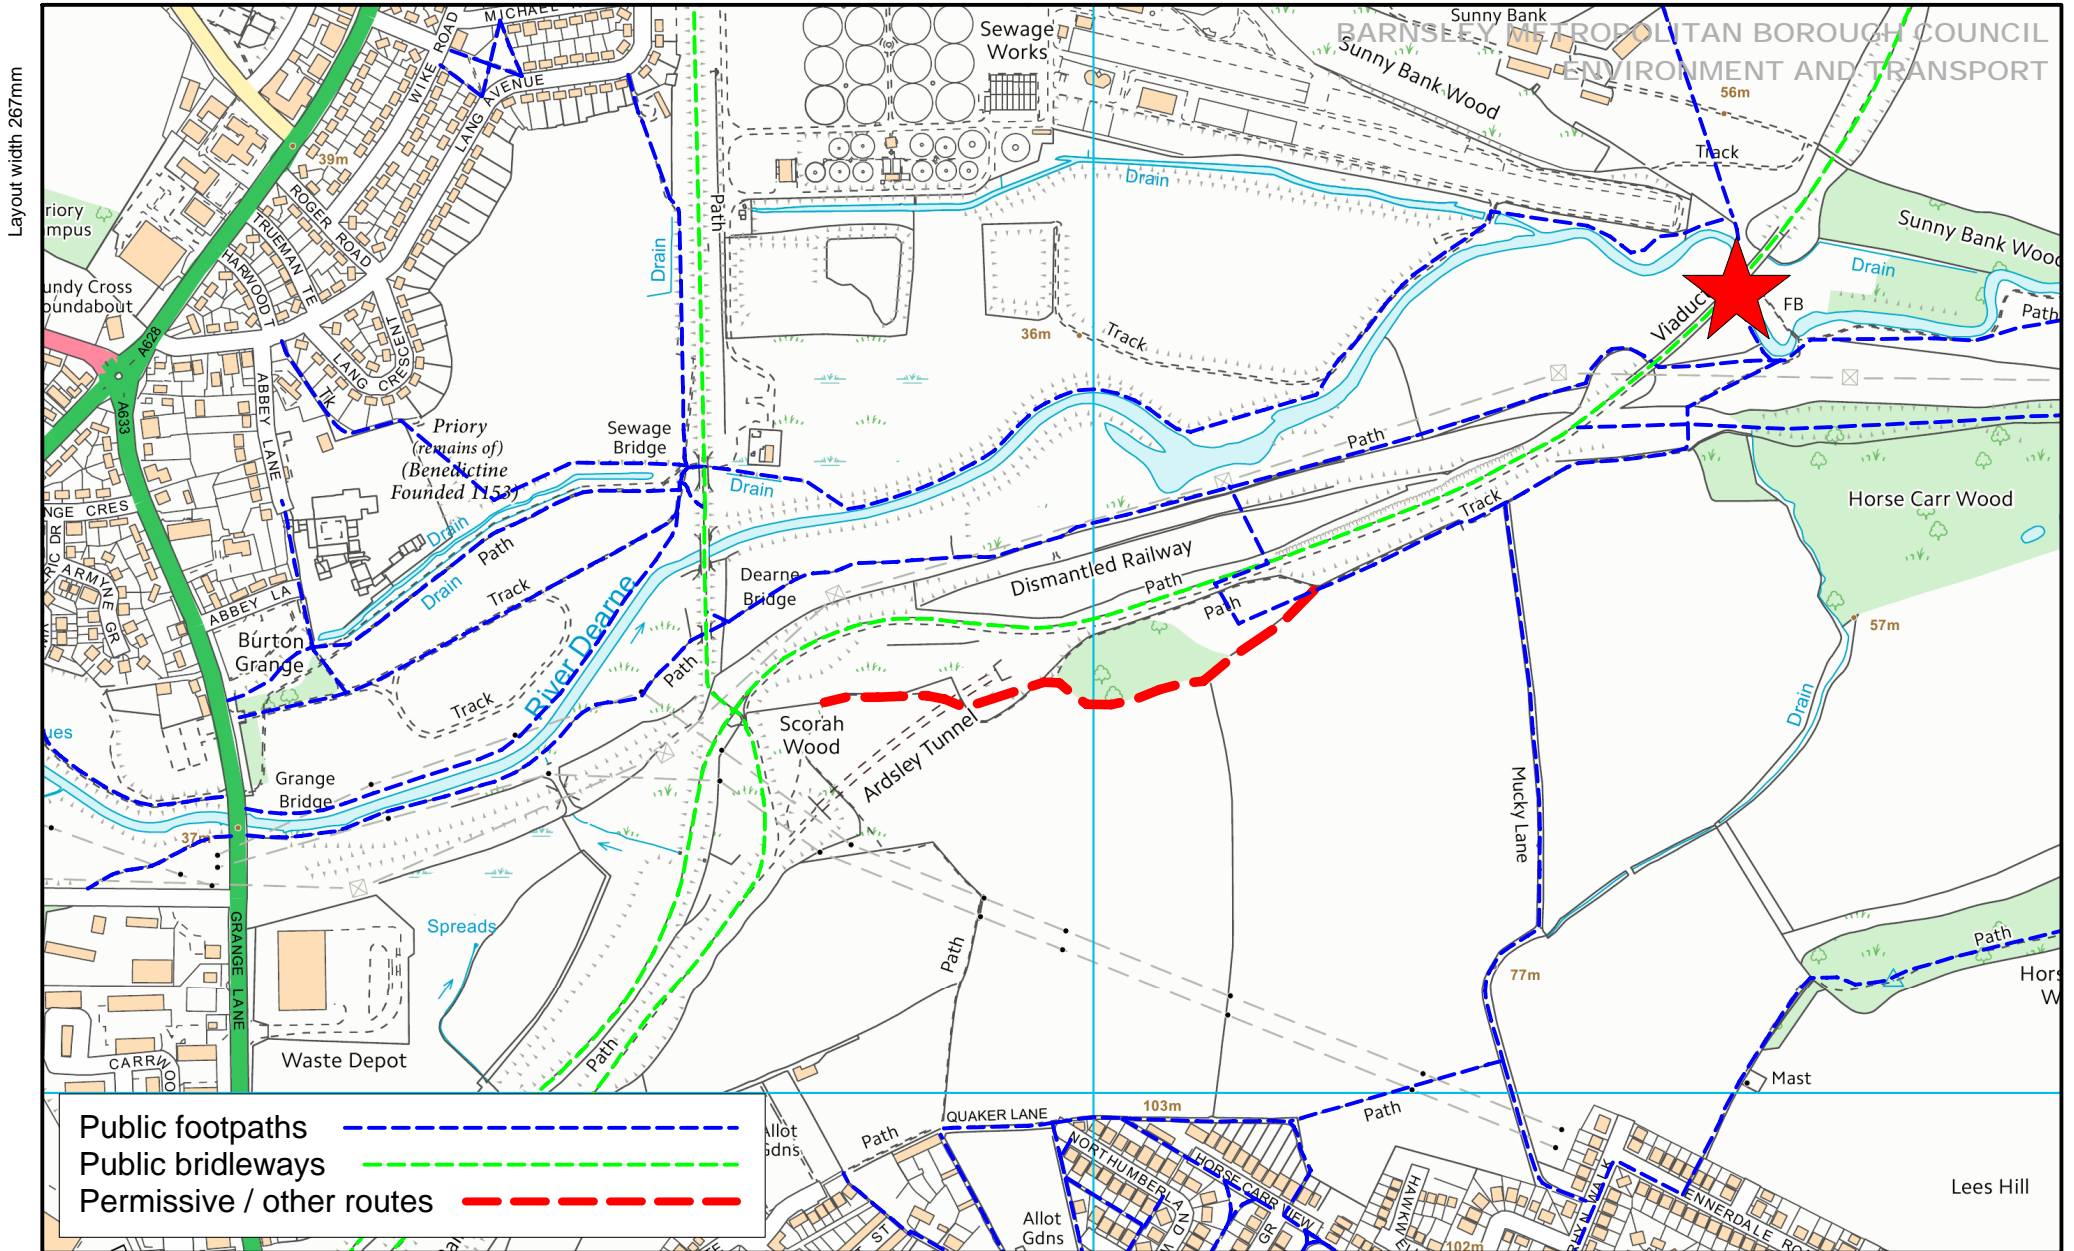 Layout width 267mm
BARNSLEY METROPOLITAN BOROUGH COUNCIL
ENVIRONMENT AND TRANSPORT
MICHAEL
WIKE ROAD
LANG AVENUE
Sewage
Works
Sunny Bank
Sunny Bank Wood
56m
Track
39m
ROGER ROAD
TRUEMAN TE
HARWOOD T
LANG CRESCENT
Path
Drain
Drain
Sunny Bank Wood
Drain
FB
Path
Viaduct
36m
Track
A628
A633
ABBEY LANE
Tk
Priory
(remains of)
(Benedictine
Founded 1153)
Sewage
Bridge
Drain
Path
Drain
Path
Drain
Track
Track
Horse Carr Wood
Dismantled Railway
Path
Path
Dearne
Bridge
ABBEY LA
ARMYNE GR
Burton
Grange
River Dearne
Path
Track
57m
Drain
Scorah
Wood
Ardsley Tunnel
Grange
Bridge
37m
Mucky Lane
Spreads
GRANGE LANE
Path
Path
77m
Path
Waste Depot
Mast
QUAKER LANE
103m
Path
Path
Public footpaths
Public bridleways
Permissive / other routes
NORTHUMBERLAND
HORSE CARR VIEW
Allot
Gdns
102m
ENNERDALE
Lees Hill